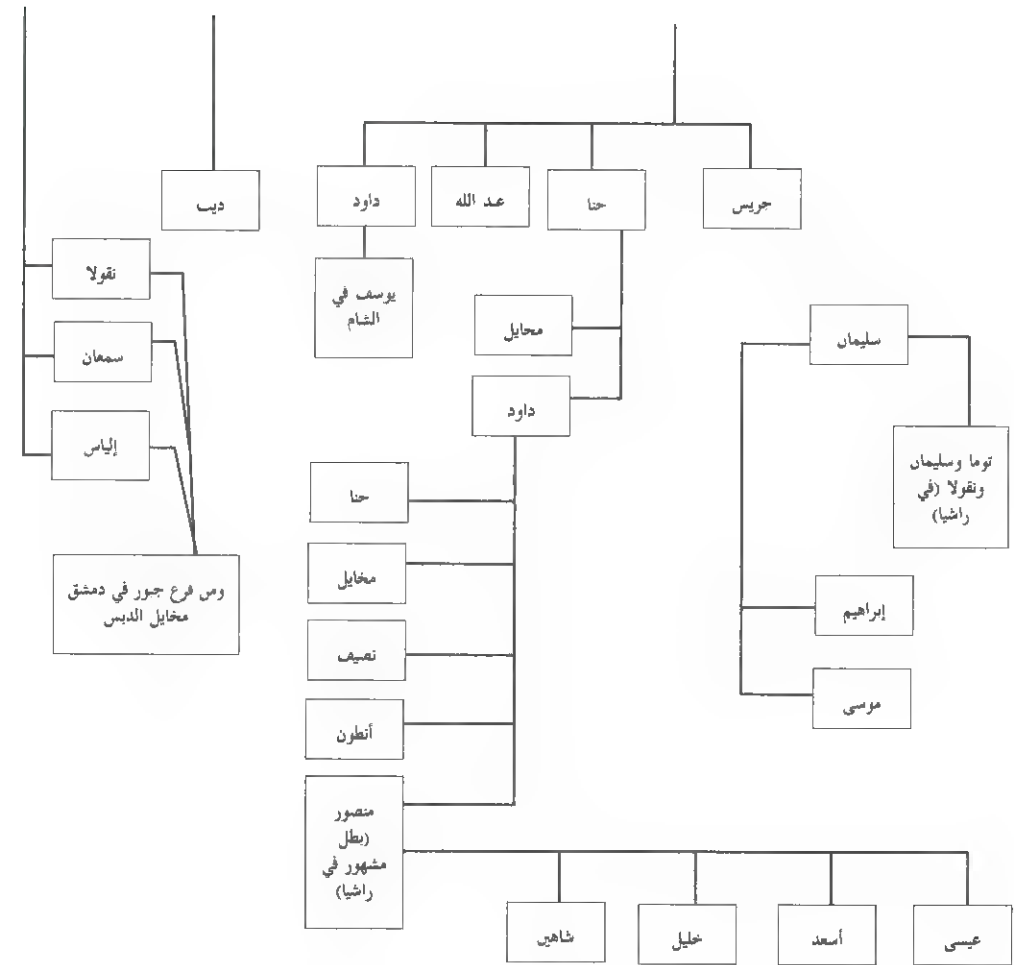 جريس
حنا
عبد الله
داود
ديب
نقولا
يوسف في
الشام
مخايل
سليمان
سمعان
داود
إلياس
توما وسليمان
ونقولا (في
راشيا)
حنا
مخايل
ومن فرع جبور في دمشق
مخايل الدبس
إبراهيم
نصيف
موسى
أنطون
منصور
(بطل
مشهور في
راشيا)
عيسى
أسعد
خليل
شاهين